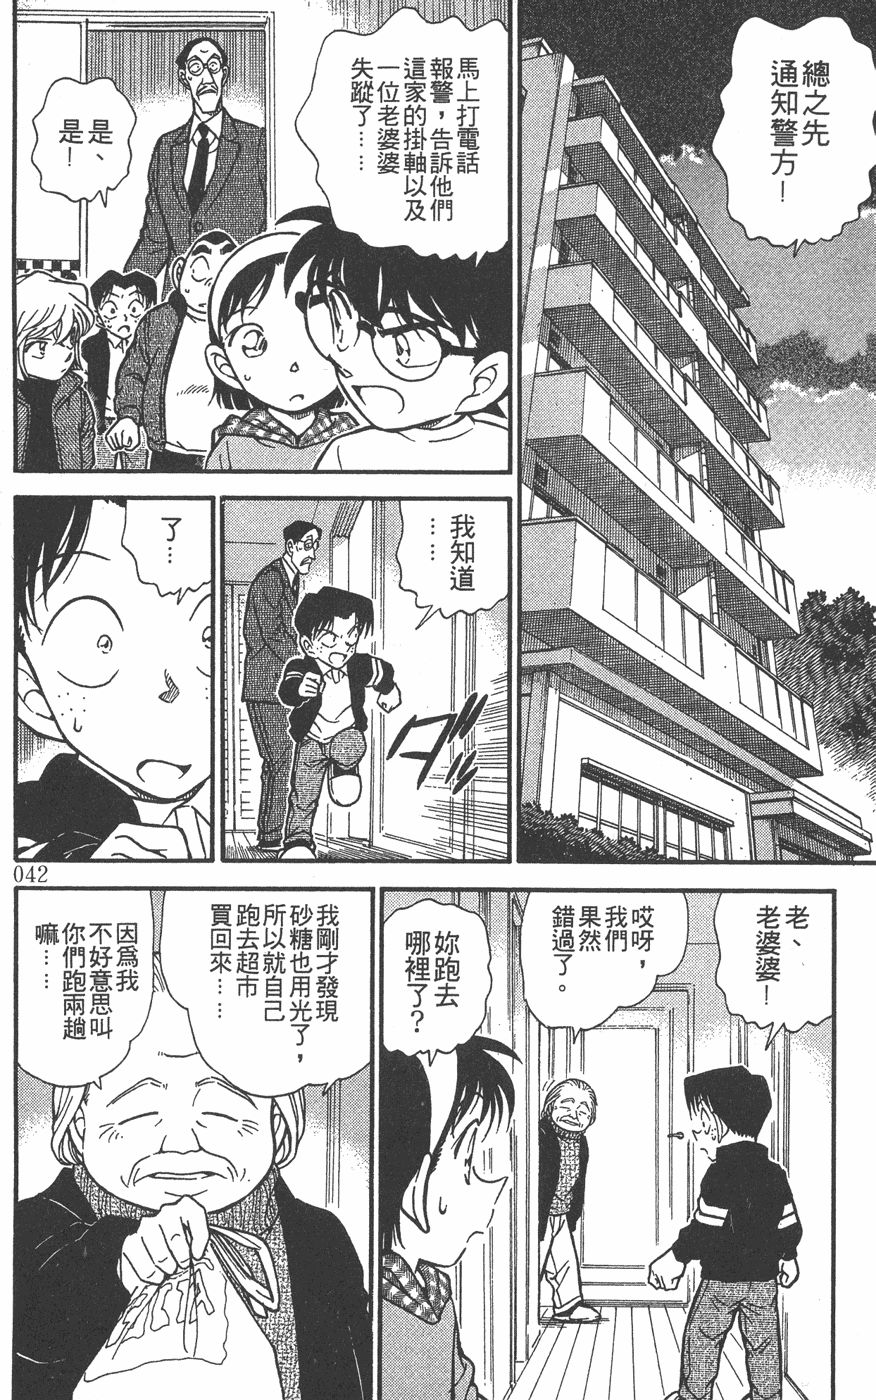 總之先
通知警方！
馬上打電話
報警，告訴他們
這家的掛軸以及
一位老婆婆
失蹤了……
是、
是！
我知道
……
了…
042
老、
老婆婆！
哎呀，
我們
果然
錯過了。
妳跑去
哪裡了？
我剛才發現
砂糖也用光了，
所以就自己
跑去超市
買回來……
因為我
不好意思叫
你們跑兩趟
嘛……